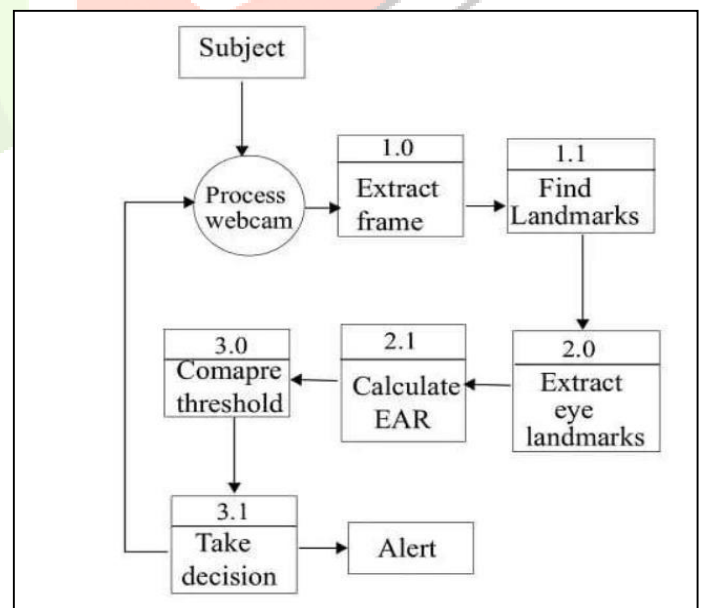 Subject
Process
webcam
1.0
Extract
frame
1.1
Find
Landmarks
2.0
Extract
eye
landmarks
2.1
Calculate
EAR
3.0
Comapre
threshold
3.1
Take
decision
Alert